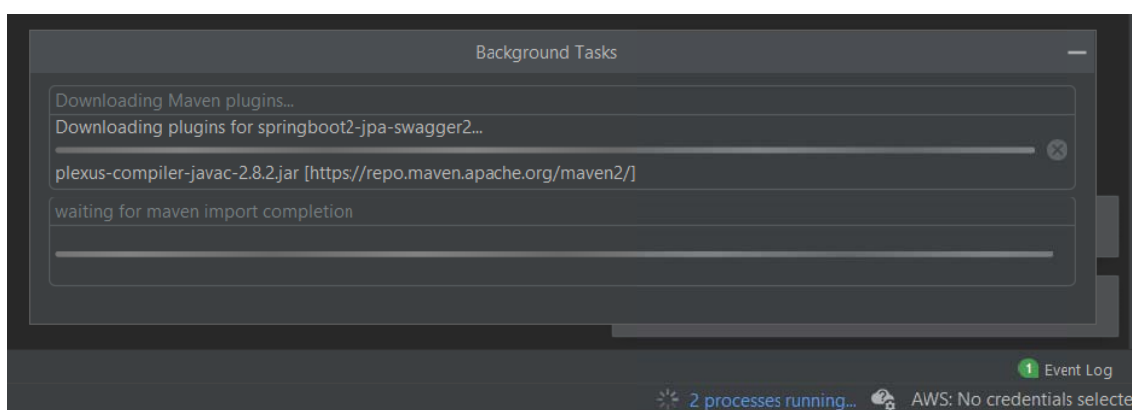 Background Tasks
Downloading Maven plugins...
Downloading plugins for springboot2-jpa-swagger2...
plexus-compiler-javac-2.8.2.jar [https://repo.maven.apache.org/maven2/]
waiting for maven import completion
1 Event Log
2 processes running... AWS: No credentials selecte